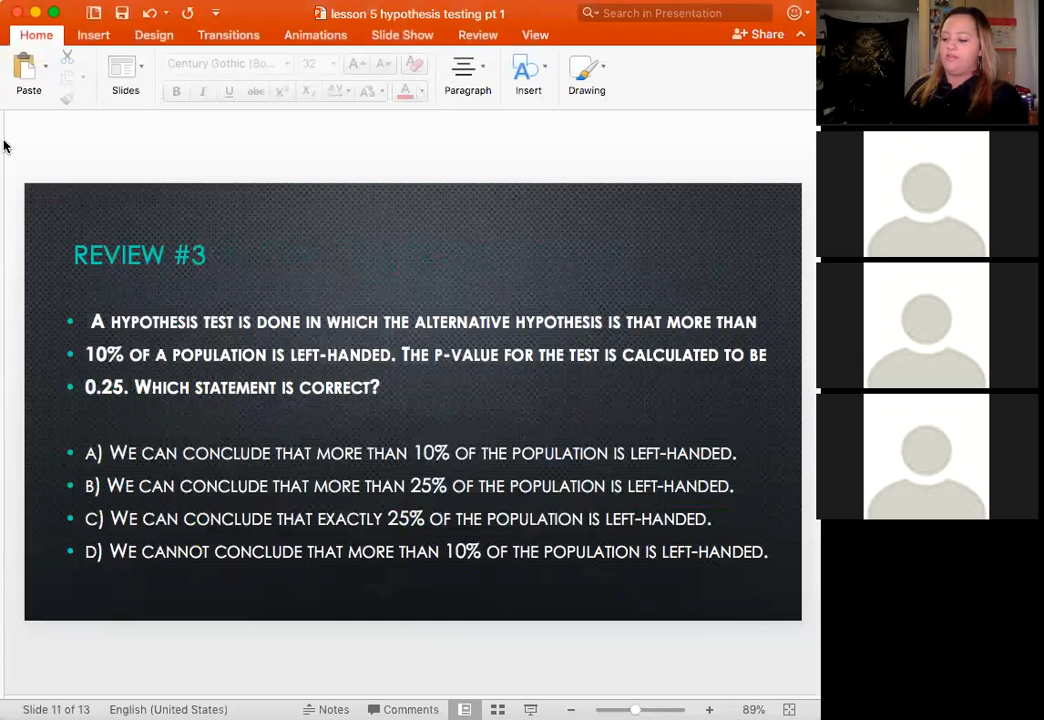 lesson 5 hypothesis testing pt 1
Search in Presentation
Home Insert Design Transitions Animations Slide Show Review View Share
Century Gothic (Bo... 32 A A A
Paste Slides B I U abc X² X₂ AV Aa A Paragraph Insert Drawing
REVIEW #3
• A HYPOTHESIS TEST IS DONE IN WHICH THE ALTERNATIVE HYPOTHESIS IS THAT MORE THAN
• 10% OF A POPULATION IS LEFT-HANDED. THE P-VALUE FOR THE TEST IS CALCULATED TO BE
• 0.25. WHICH STATEMENT IS CORRECT?
• A) WE CAN CONCLUDE THAT MORE THAN 10% OF THE POPULATION IS LEFT-HANDED.
• B) WE CAN CONCLUDE THAT MORE THAN 25% OF THE POPULATION IS LEFT-HANDED.
• C) WE CAN CONCLUDE THAT EXACTLY 25% OF THE POPULATION IS LEFT-HANDED.
• D) WE CANNOT CONCLUDE THAT MORE THAN 10% OF THE POPULATION IS LEFT-HANDED.
Slide 11 of 13 English (United States) Notes Comments 89%